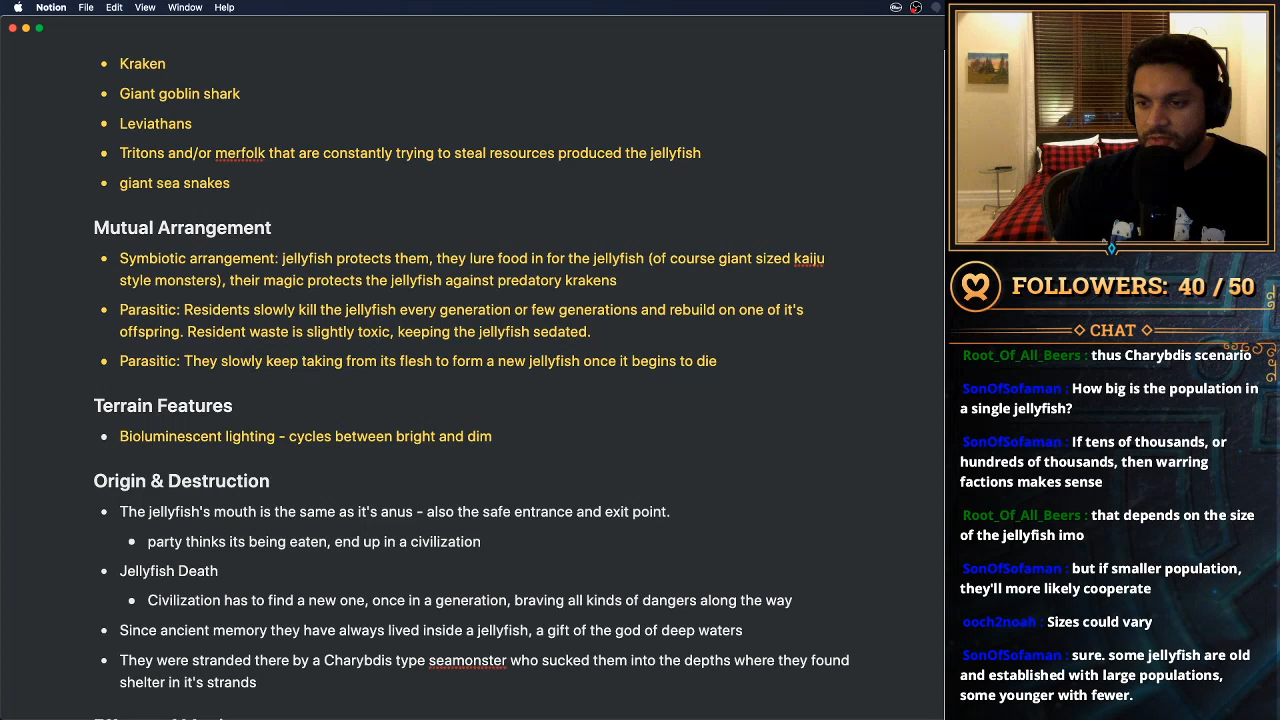 Notion File Edit View Window Help
Kraken
Giant goblin shark
Leviathans
Tritons and/or merfolk that are constantly trying to steal resources produced the jellyfish
giant sea snakes
Mutual Arrangement
Symbiotic arrangement: jellyfish protects them, they lure food in for the jellyfish (of course giant sized kaiju
style monsters), their magic protects the jellyfish against predatory krakens
Parasitic: Residents slowly kill the jellyfish every generation or few generations and rebuild on one of it's
offspring. Resident waste is slightly toxic, keeping the jellyfish sedated.
Parasitic: They slowly keep taking from its flesh to form a new jellyfish once it begins to die
Terrain Features
Bioluminescent lighting - cycles between bright and dim
Origin & Destruction
The jellyfish's mouth is the same as it's anus - also the safe entrance and exit point.
party thinks its being eaten, end up in a civilization
Jellyfish Death
Civilization has to find a new one, once in a generation, braving all kinds of dangers along the way
Since ancient memory they have always lived inside a jellyfish, a gift of the god of deep waters
They were stranded there by a Charybdis type seamonster who sucked them into the depths where they found
shelter in it's strands
FOLLOWERS: 40 / 50
CHAT
Root_Of_All_Beers : thus Charybdis scenario
SonOfSofaman : How big is the population in
a single jellyfish?
SonOfSofaman : If tens of thousands, or
hundreds of thousands, then warring
factions makes sense
Root_Of_All_Beers : that depends on the size
of the jellyfish imo
SonOfSofaman : but if smaller population,
they'll more likely cooperate
ooch2noah : Sizes could vary
SonOfSofaman : sure. some jellyfish are old
and established with large populations,
some younger with fewer.